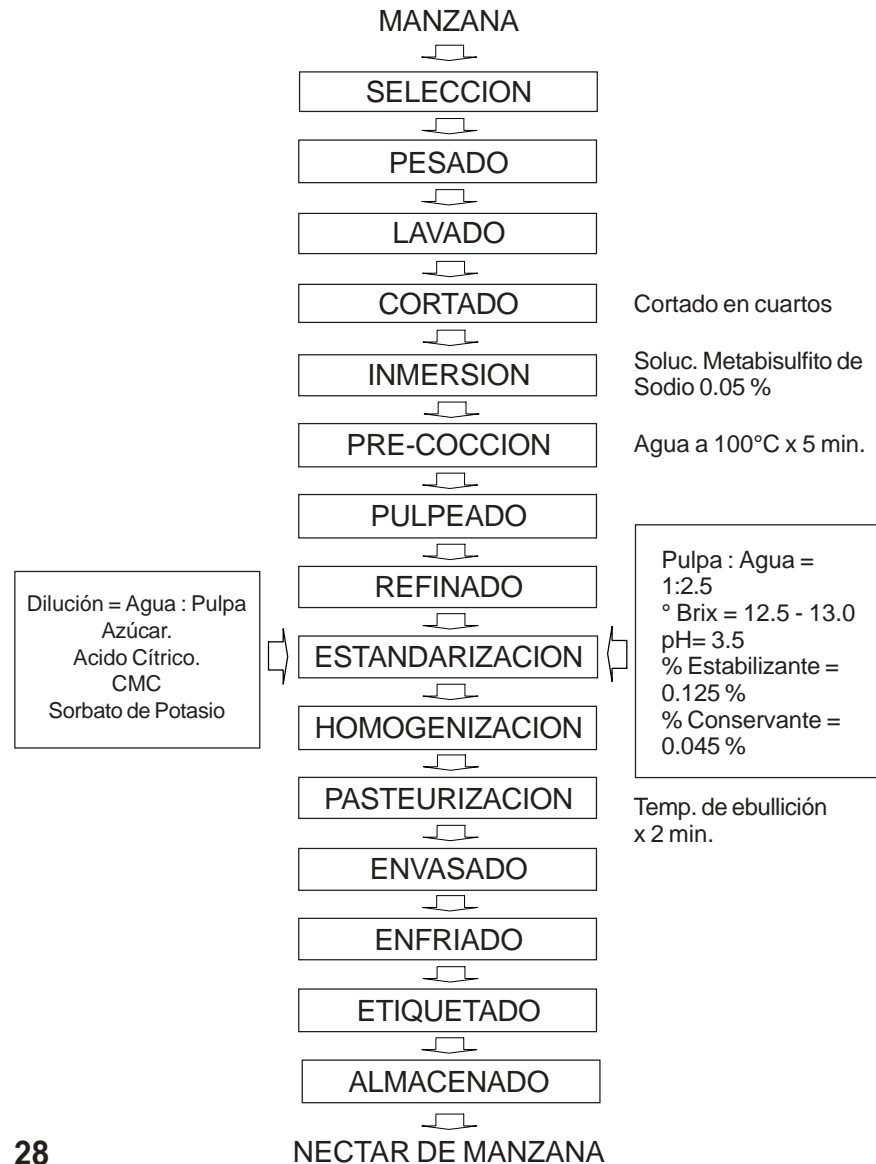 MANZANA
SELECCION
PESADO
LAVADO
CORTADO
Cortado en cuartos
INMERSION
Soluc. Metabisulfito de
Sodio 0.05 %
PRE-COCCION
Agua a 100°C x 5 min.
PULPEADO
REFINADO
Dilución = Agua : Pulpa
Azúcar.
Acido Cítrico.
CMC
Sorbato de Potasio
ESTANDARIZACION
Pulpa : Agua =
1:2.5
° Brix = 12.5 - 13.0
pH= 3.5
% Estabilizante =
0.125 %
% Conservante =
0.045 %
HOMOGENIZACION
PASTEURIZACION
Temp. de ebullición
x 2 min.
ENVASADO
ENFRIADO
ETIQUETADO
ALMACENADO
NECTAR DE MANZANA
28